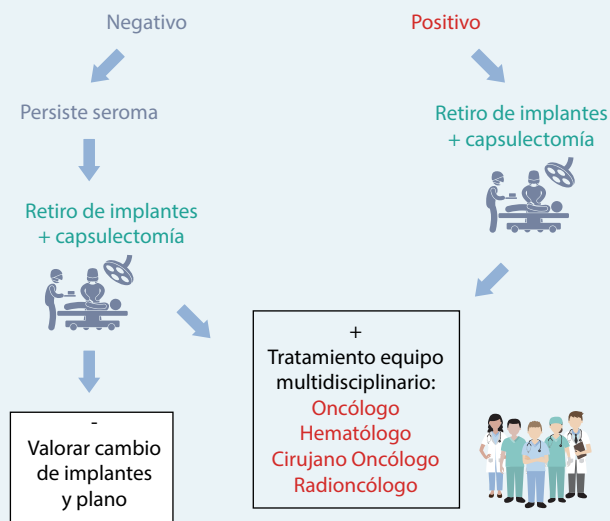 Negativo
Positivo
Persiste seroma
Retiro de implantes
+ capsulectomía
Retiro de implantes
+ capsulectomía
+
Tratamiento equipo
multidisciplinario:
Oncólogo
Hematólogo
Cirujano Oncólogo
Radioncólogo
-
Valorar cambio
de implantes
y plano